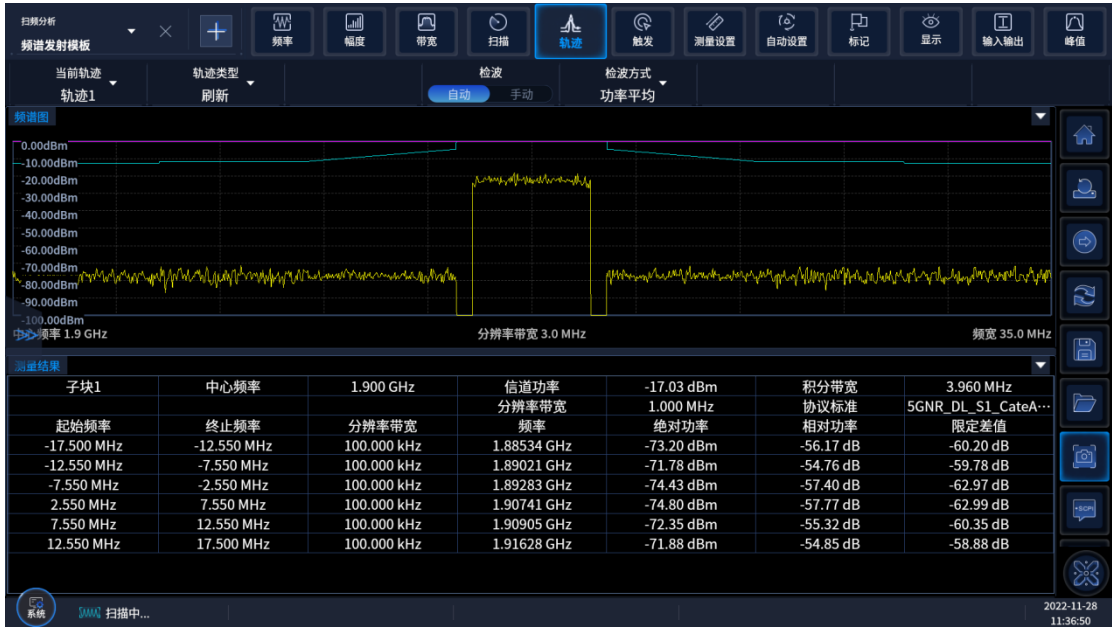 扫频分析
频谱发射模板
频率
幅度
带宽
扫描
轨迹
触发
测量设置
自动设置
标记
显示
输入输出
峰值
当前轨迹
轨迹1
轨迹类型
刷新
检波
自动 手动
检波方式
功率平均
频谱图
0.00dBm
-10.00dBm
-20.00dBm
-30.00dBm
-40.00dBm
-50.00dBm
-60.00dBm
-70.00dBm
-80.00dBm
-90.00dBm
-100.00dBm
中心频率 1.9 GHz 分辨率带宽 3.0 MHz 频宽 35.0 MHz
测量结果
子块1 中心频率 1.900 GHz 信道功率 -17.03 dBm 积分带宽 3.960 MHz
分辨率带宽 1.000 MHz 协议标准 5GNR_DL_S1_CateA…
起始频率 终止频率 分辨率带宽 频率 绝对功率 相对功率 限定差值
-17.500 MHz -12.550 MHz 100.000 kHz 1.88534 GHz -73.20 dBm -56.17 dB -60.20 dB
-12.550 MHz -7.550 MHz 100.000 kHz 1.89021 GHz -71.78 dBm -54.76 dB -59.78 dB
-7.550 MHz -2.550 MHz 100.000 kHz 1.89283 GHz -74.43 dBm -57.40 dB -62.97 dB
2.550 MHz 7.550 MHz 100.000 kHz 1.90741 GHz -74.80 dBm -57.77 dB -62.99 dB
7.550 MHz 12.550 MHz 100.000 kHz 1.90905 GHz -72.35 dBm -55.32 dB -60.35 dB
12.550 MHz 17.500 MHz 100.000 kHz 1.91628 GHz -71.88 dBm -54.85 dB -58.88 dB
*SCPI
系统
扫描中...
2022-11-28
11:36:50